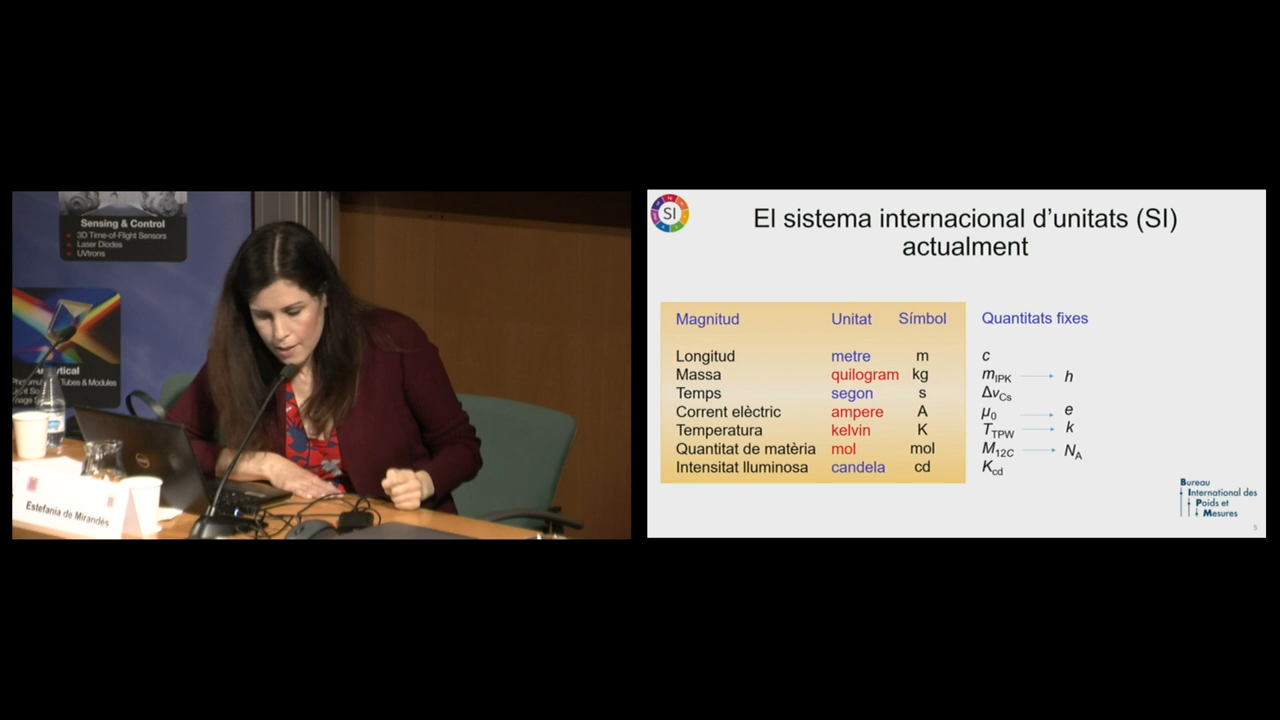 Sensing & Control
3D Time-of-Flight Sensors
Laser Diodes
UVtrons
Tubes & Modules
Estefania de Mirandés
SI
El sistema internacional d’unitats (SI)
actualment
Magnitud Unitat Símbol Quantitats fixes
Longitud metre m c
Massa quilogram kg mIPK h
Temps segon s ΔνCs
Corrent elèctric ampere A μ0 e
Temperatura kelvin K TTPW k
Quantitat de matèria mol mol M12C NA
Intensitat lluminosa candela cd Kcd
Bureau
International des
Poids et
Mesures
5